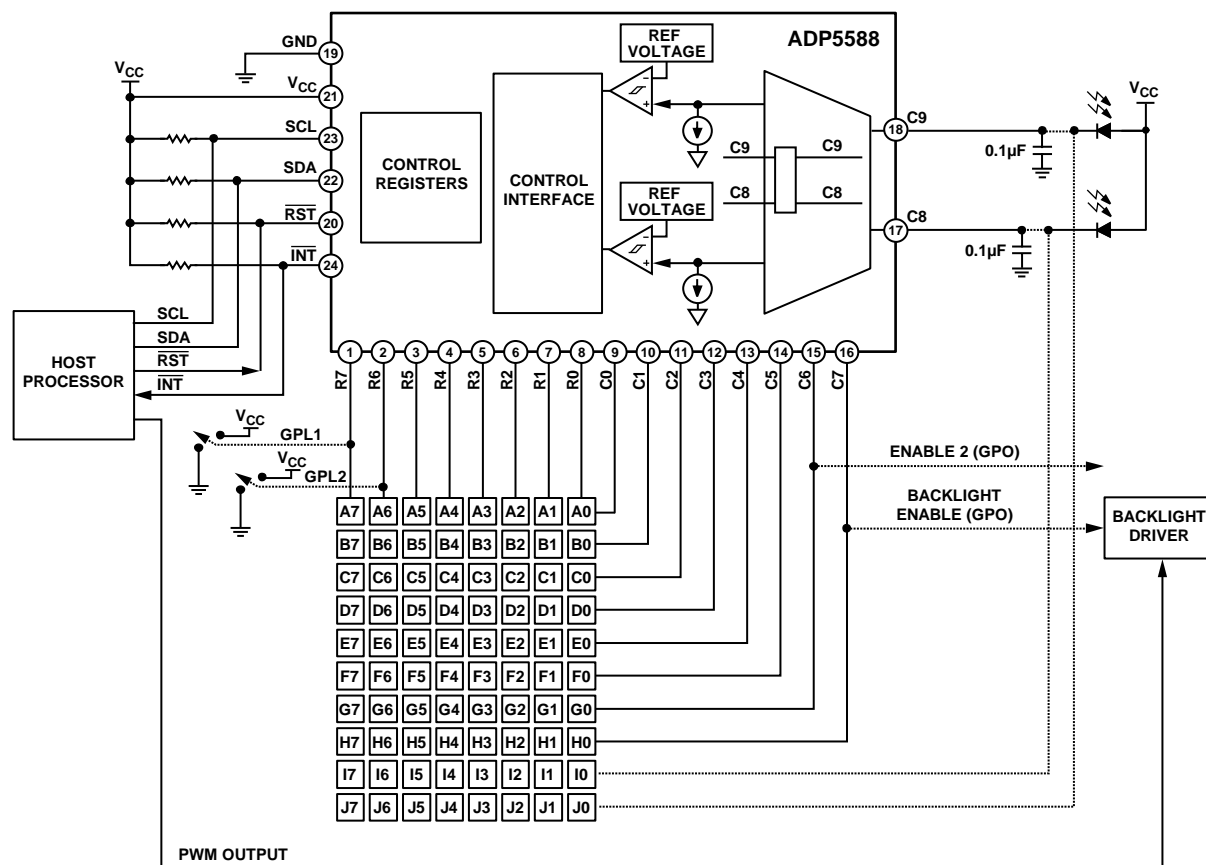 ADP5588
GND
19
REF
VOLTAGE
VCC
VCC
21
VCC
SCL
23
C9
18
C9
C9
0.1µF
SDA
22
CONTROL
REGISTERS
CONTROL
INTERFACE
REF
VOLTAGE
C8
C8
RST
20
C8
17
0.1µF
INT
24
HOST
PROCESSOR
SCL
SDA
RST
INT
1 2 3 4 5 6 7 8 9 10 11 12 13 14 15 16
R7 R6 R5 R4 R3 R2 R1 R0 C0 C1 C2 C3 C4 C5 C6 C7
VCC
GPL1
VCC
GPL2
ENABLE 2 (GPO)
BACKLIGHT
ENABLE (GPO)
BACKLIGHT
DRIVER
A7 A6 A5 A4 A3 A2 A1 A0
B7 B6 B5 B4 B3 B2 B1 B0
C7 C6 C5 C4 C3 C2 C1 C0
D7 D6 D5 D4 D3 D2 D1 D0
E7 E6 E5 E4 E3 E2 E1 E0
F7 F6 F5 F4 F3 F2 F1 F0
G7 G6 G5 G4 G3 G2 G1 G0
H7 H6 H5 H4 H3 H2 H1 H0
I7 I6 I5 I4 I3 I2 I1 I0
J7 J6 J5 J4 J3 J2 J1 J0
PWM OUTPUT